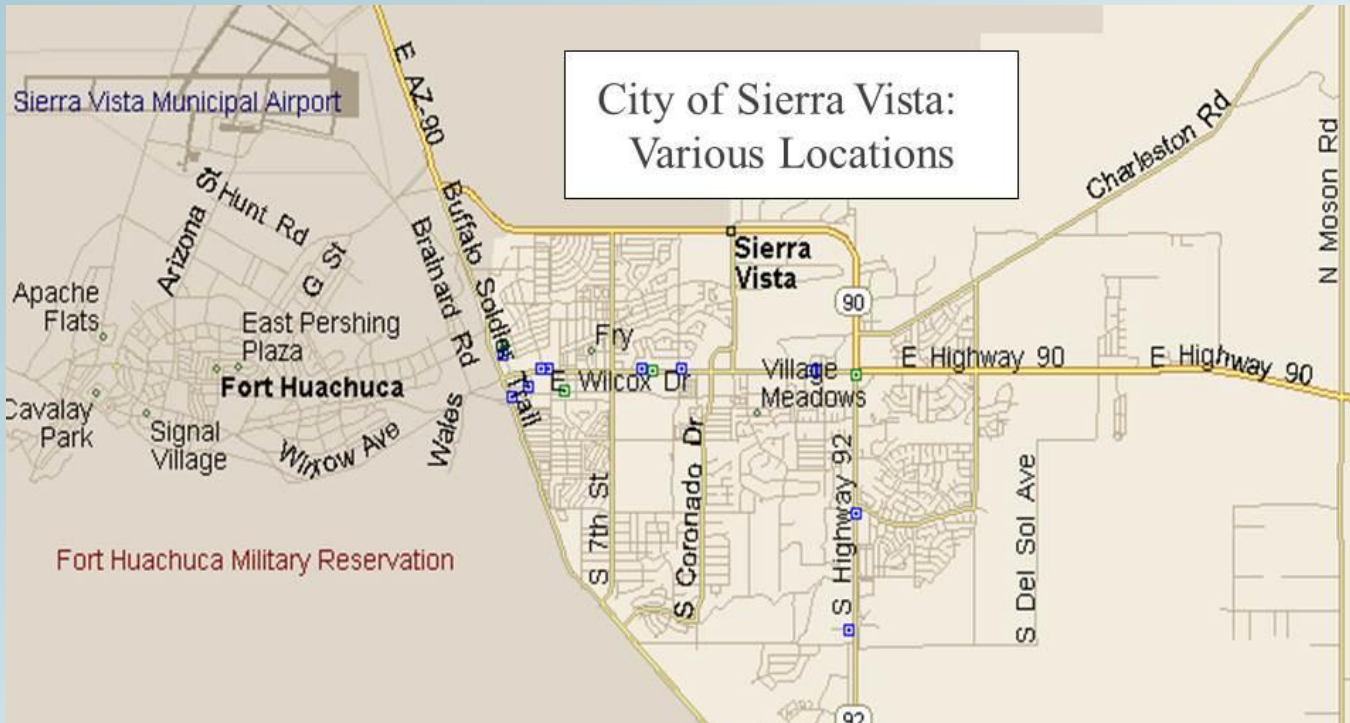 City of Sierra Vista:
Various Locations
Sierra Vista Municipal Airport
E AZ-90
Charleston Rd
N Moson Rd
S Hunt Rd
Arizona St
G St
Brainard Rd
Buffalo Soldier Trail
Sierra
Vista
90
Apache
Flats
East Pershing
Plaza
Fry
E Highway 90
E Highway 90
Fort Huachuca
E Wilcox Dr
Village
Meadows
Cavalay
Park
Signal
Village
Wales
S 7th St
S Coronado Dr
S Highway 92
S Del Sol Ave
Fort Huachuca Military Reservation
92